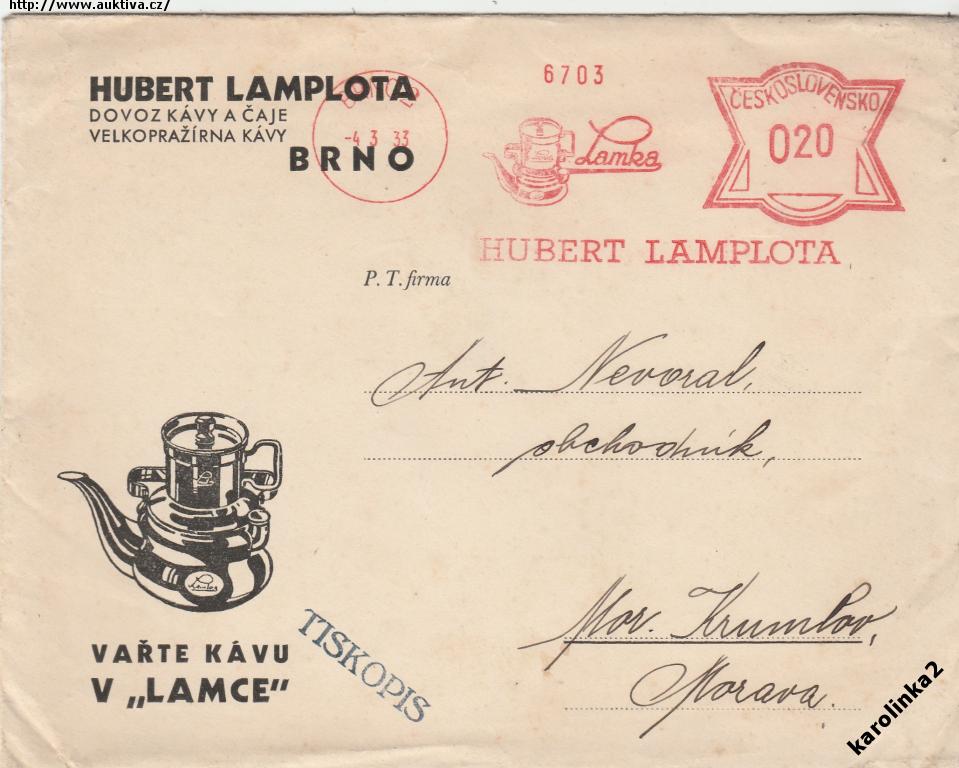 http://www.auktiva.cz/
HUBERT LAMPLOTA
DOVOZ KÁVY A ČAJE
VELKOPRAŽÍRNA KÁVY
BRNO
-4 3 33
6703
Lamka
ČESKOSLOVENSKO
020
HUBERT LAMPLOTA
P. T. firma
Ant. Nevoral,
obchodník,
Mor. Krumlov,
Morava.
Lamka
VAŘTE KÁVU
V „LAMCE"
TISKOPIS
karolinka2